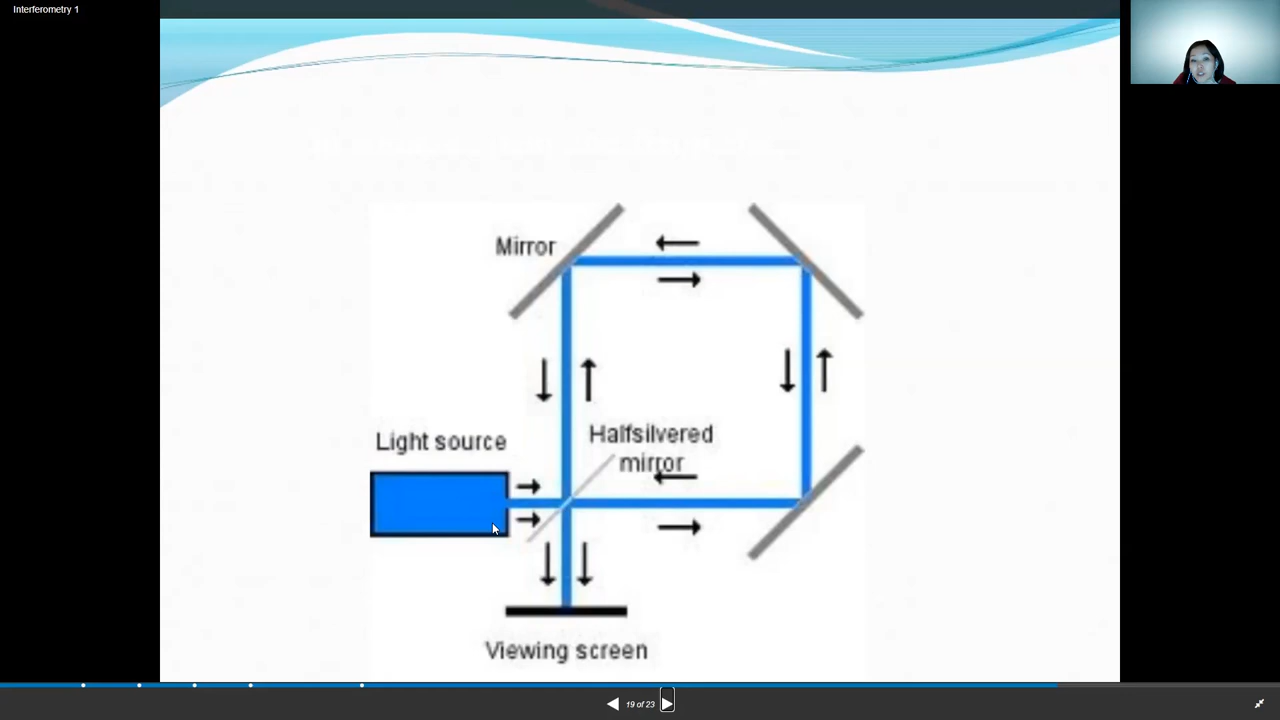 Interferometry 1
Mirror
Halfsilvered
mirror
Light source
Viewing screen
19 of 23